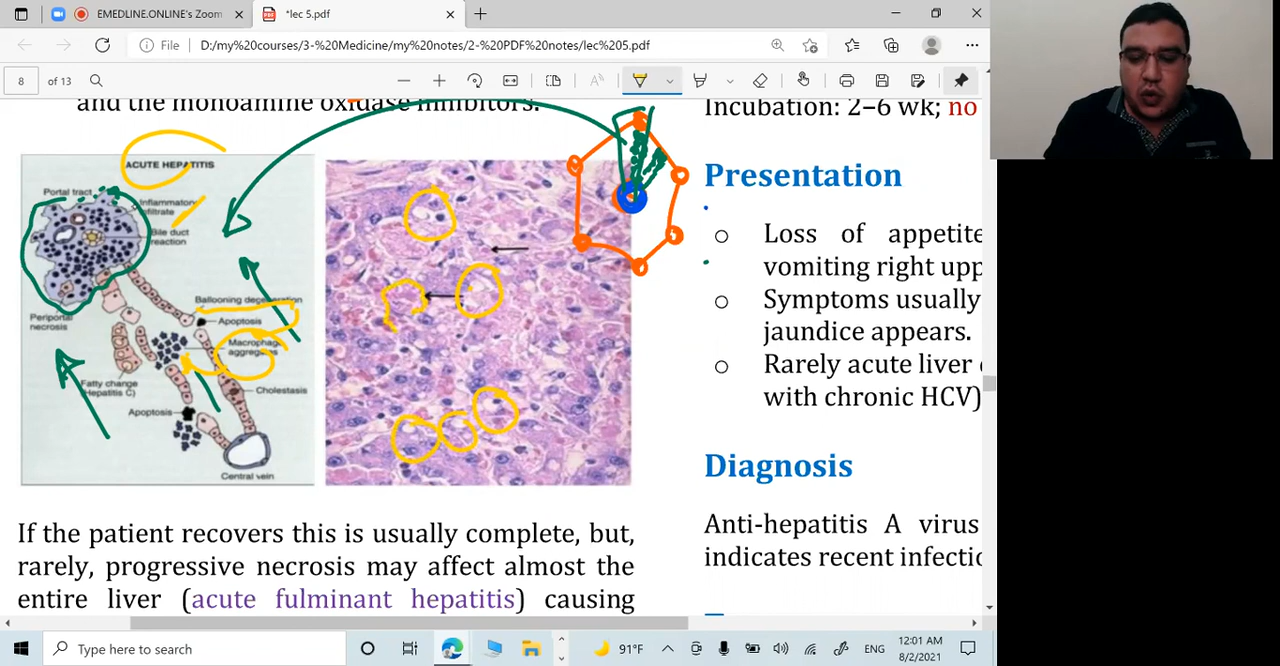 EMEDLINE.ONLINE's Zoom
*lec 5.pdf
File
D:/my%20courses/3-%20Medicine/my%20notes/2-%20PDF%20notes/lec%205.pdf
8
of 13
and the monoamine oxidase inhibitors.
ACUTE HEPATITIS
Portal tract
Inflammatory
infiltrate
Bile duct
reaction
Periportal
necrosis
Ballooning degeneration
Apoptosis
Macrophage
aggregates
Fatty change
(Hepatitis C)
Cholestasis
Apoptosis
Central vein
If the patient recovers this is usually complete, but,
rarely, progressive necrosis may affect almost the
entire liver (acute fulminant hepatitis) causing
Incubation: 2–6 wk; no
Presentation
Loss of appetite
vomiting right upp
Symptoms usually
jaundice appears.
Rarely acute liver
with chronic HCV)
Diagnosis
Anti-hepatitis A virus
indicates recent infectio
Type here to search
91°F
ENG
12:01 AM
8/2/2021